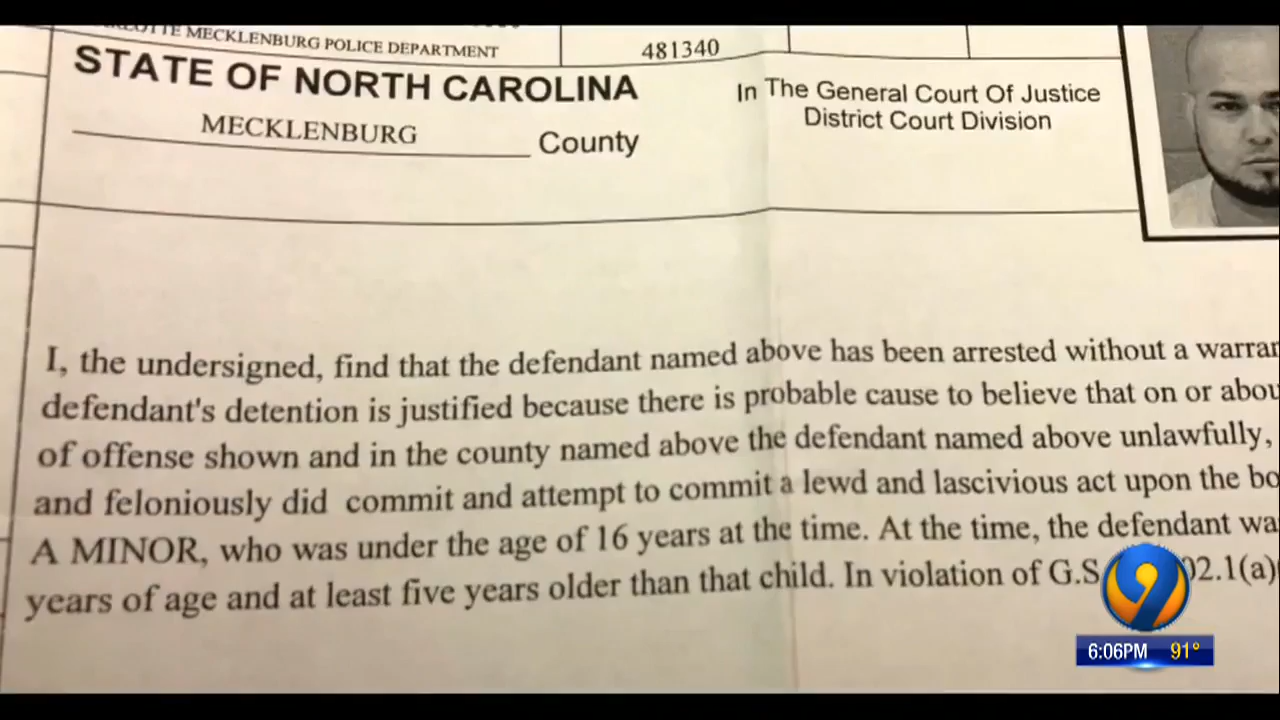 MECKLENBURG POLICE DEPARTMENT
481340
STATE OF NORTH CAROLINA
MECKLENBURG County
In The General Court Of Justice
District Court Division
I, the undersigned, find that the defendant named above has been arrested without a
defendant's detention is justified because there is probable cause to believe that on or
of offense shown and in the county named above the defendant named above unlawfully,
and feloniously did commit and attempt to commit a lewd and lascivious act upon the
A MINOR, who was under the age of 16 years at the time. At the time, the defendant
years of age and at least five years older than that child. In violation of G.S
02.1(a)
9
6:06PM 91°